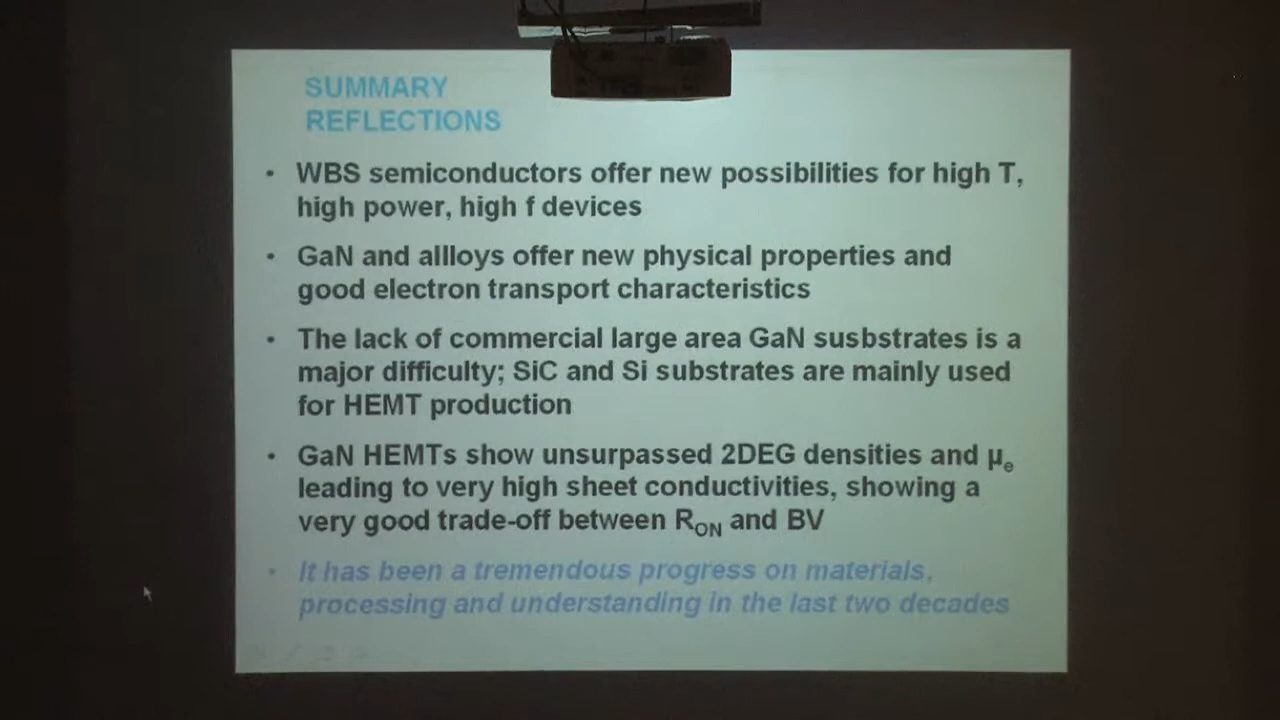 SUMMARY
REFLECTIONS
• WBS semiconductors offer new possibilities for high T,
high power, high f devices
• GaN and allloys offer new physical properties and
good electron transport characteristics
• The lack of commercial large area GaN susbstrates is a
major difficulty; SiC and Si substrates are mainly used
for HEMT production
• GaN HEMTs show unsurpassed 2DEG densities and μe
leading to very high sheet conductivities, showing a
very good trade-off between RON and BV
• It has been a tremendous progress on materials,
processing and understanding in the last two decades